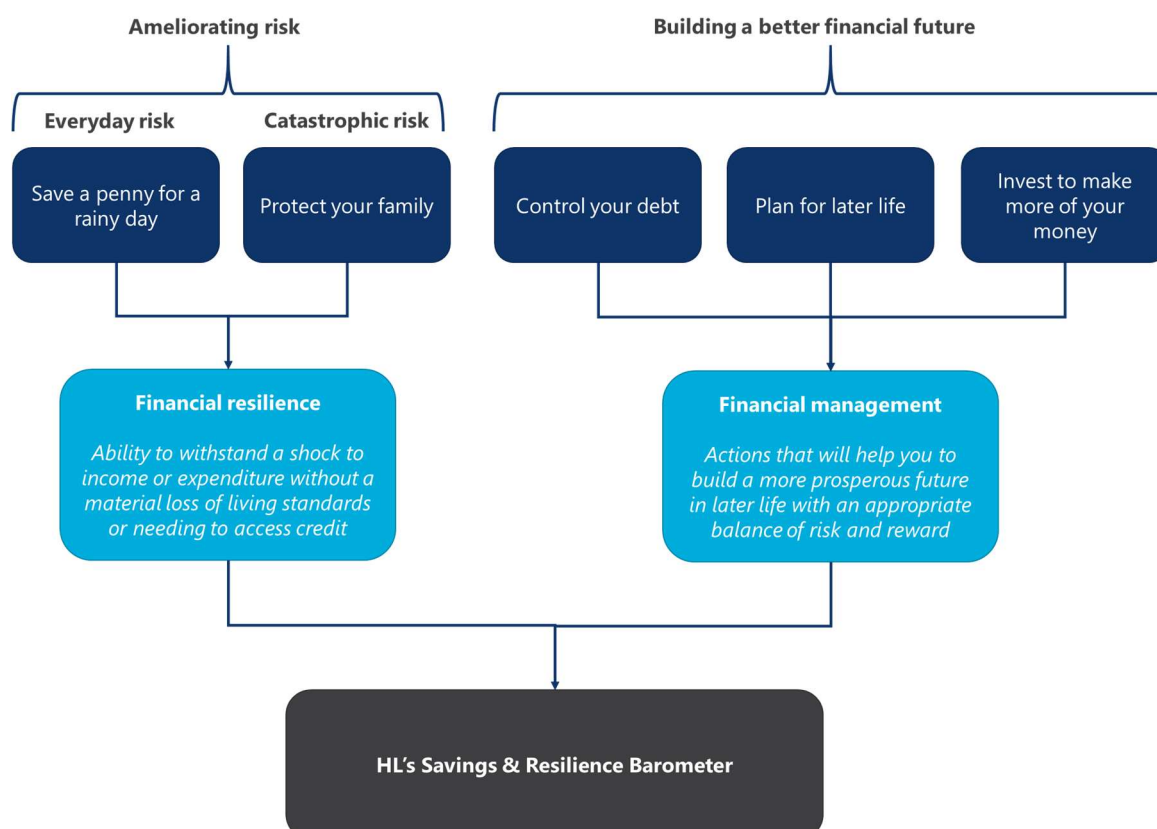 Ameliorating risk
Building a better financial future
Everyday risk
Catastrophic risk
Save a penny for a
rainy day
Protect your family
Control your debt
Plan for later life
Invest to make
more of your
money
Financial resilience
Ability to withstand a shock to
income or expenditure without a
material loss of living standards
or needing to access credit
Financial management
Actions that will help you to
build a more prosperous future
in later life with an appropriate
balance of risk and reward
HL's Savings & Resilience Barometer